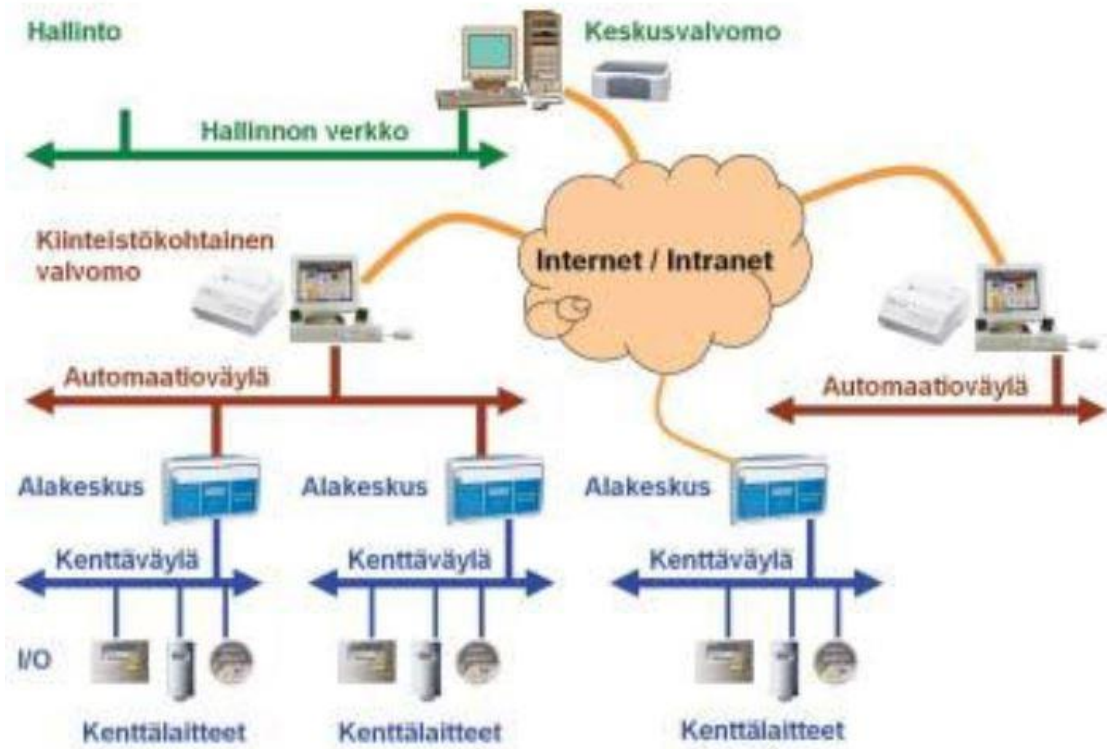 Hallinto
Keskusvalvomo
Hallinnon verkko
Kiinteistökohtainen
valvomo
Internet / Intranet
Automaatioväylä
Automaatioväylä
Alakeskus
Alakeskus
Alakeskus
Kenttäväylä
Kenttäväylä
Kenttäväylä
I/O
Kenttälaitteet
Kenttälaitteet
Kenttälaitteet